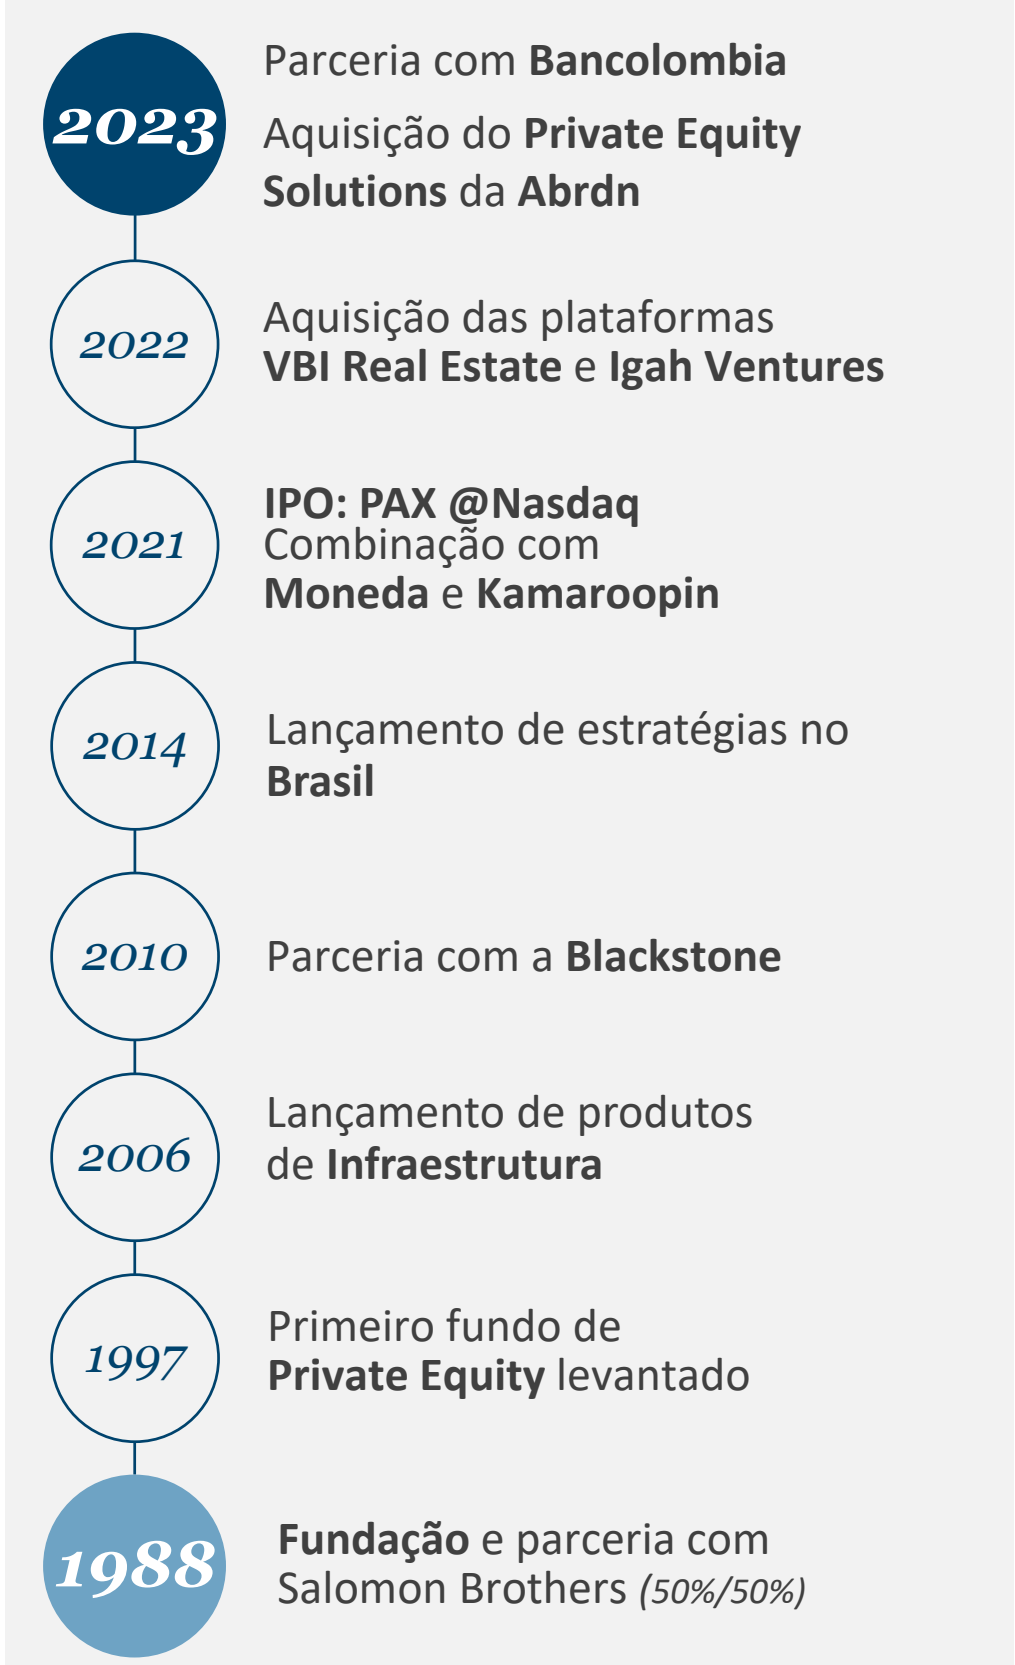 2023
Parceria com Bancolombia
Aquisição do Private Equity
Solutions da Abrdn
2022
Aquisição das plataformas
VBI Real Estate e Igah Ventures
2021
IPO: PAX @Nasdaq
Combinação com
Moneda e Kamaroopin
2014
Lançamento de estratégias no
Brasil
2010
Parceria com a Blackstone
2006
Lançamento de produtos
de Infraestrutura
1997
Primeiro fundo de
Private Equity levantado
1988
Fundação e parceria com
Salomon Brothers (50%/50%)